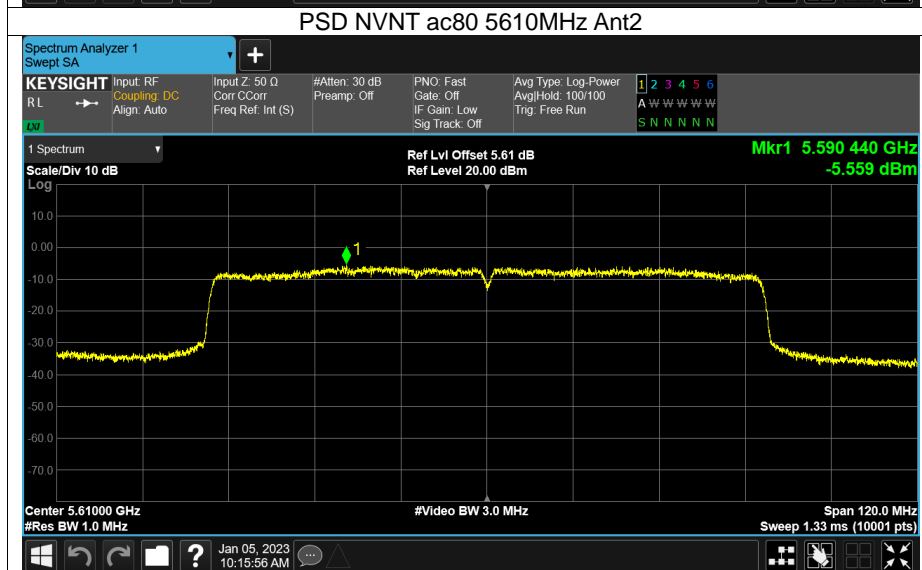 PSD NVNT ac80 5610MHz Ant2
Spectrum Analyzer 1
Swept SA
+
KEYSIGHT Input: RF Input Z: 50 Ω #Atten: 30 dB PNO: Fast Avg Type: Log-Power 1 2 3 4 5 6
RL Coupling: DC Corr CCorr Preamp: Off Gate: Off Avg|Hold: 100/100 A W W W W W
Align: Auto Freq Ref: Int (S) IF Gain: Low Trig: Free Run
LXI Sig Track: Off S N N N N N
1 Spectrum Ref Lvl Offset 5.61 dB Mkr1 5.590 440 GHz
Scale/Div 10 dB Ref Level 20.00 dBm -5.559 dBm
Log
10.0
0.00
1
-10.0
-20.0
-30.0
-40.0
-50.0
-60.0
-70.0
Center 5.61000 GHz #Video BW 3.0 MHz Span 120.0 MHz
#Res BW 1.0 MHz Sweep 1.33 ms (10001 pts)
? Jan 05, 2023
10:15:56 AM